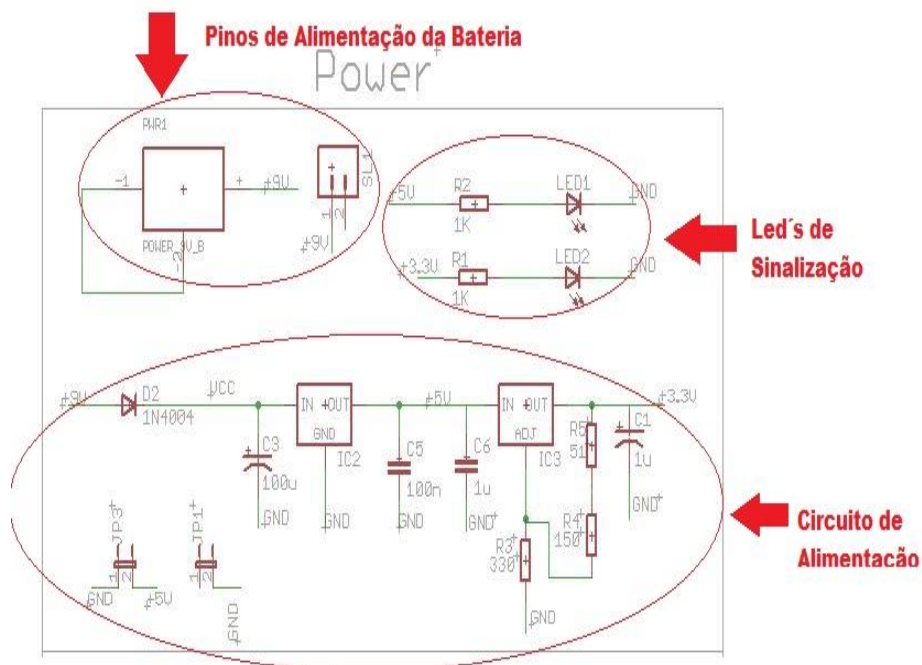 Pinos de Alimentação da Bateria
Power
PWR1
-1
+
+9V
POWER_9V_B
-2
SL1
1
2
+9V
+5V
R2
1K
LED1
GND
+3.3V
R1
1K
LED2
GND
Led´s de
Sinalização
+9V
D2
1N4004
VCC
IN
OUT
GND
IC2
+5V
IN
OUT
ADJ
IC3
+3.3V
C3
100u
C5
100n
C6
1u
R5
51
C1
1u
GND
GND
GND
GND
GND
R3
330
R4
150
GND
JP3
1
2
GND
+5V
JP1
1
2
GND
Circuito de
Alimentação